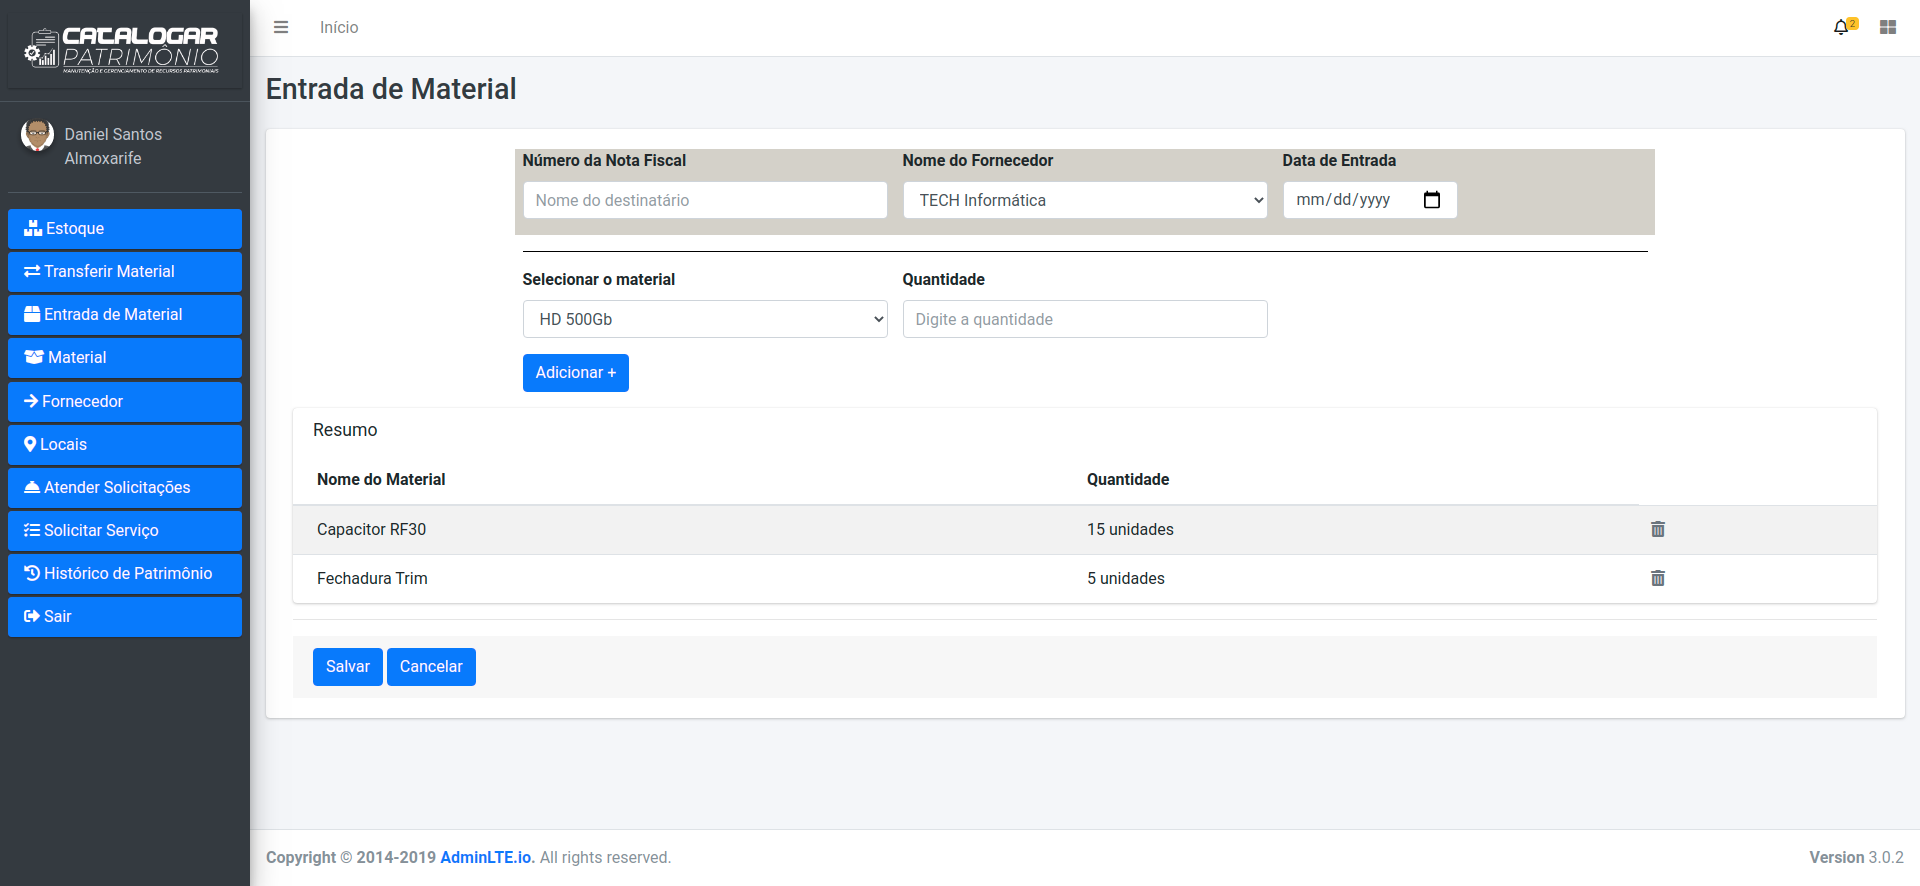 CATALOGAR
PATRIMÔNIO
MANUTENÇÃO E GERENCIAMENTO DE RECURSOS PATRIMONIAIS
Início
2
Daniel Santos
Almoxarife
Estoque
Transferir Material
Entrada de Material
Material
Fornecedor
Locais
Atender Solicitações
Solicitar Serviço
Histórico de Patrimônio
Sair
Entrada de Material
Número da Nota Fiscal Nome do Fornecedor Data de Entrada
Nome do destinatário TECH Informática mm/dd/yyyy
Selecionar o material Quantidade
HD 500Gb Digite a quantidade
Adicionar +
Resumo
Nome do Material Quantidade
Capacitor RF30 15 unidades
Fechadura Trim 5 unidades
Salvar Cancelar
Copyright © 2014-2019 AdminLTE.io. All rights reserved. Version 3.0.2